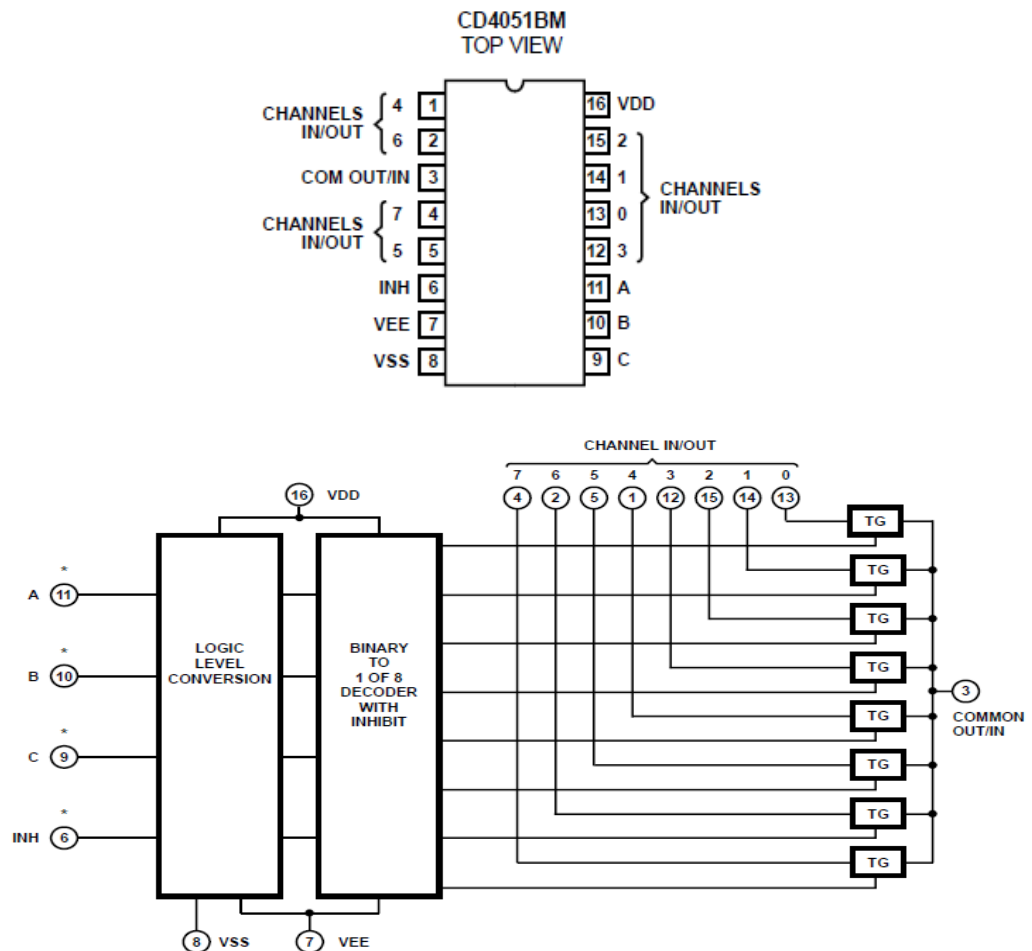 CD4051BM
TOP VIEW
CHANNELS
IN/OUT
4 1
6 2
COM OUT/IN 3
CHANNELS
IN/OUT
7 4
5 5
INH 6
VEE 7
VSS 8
16 VDD
15 2
14 1
13 0
12 3
CHANNELS
IN/OUT
11 A
10 B
9 C
CHANNEL IN/OUT
7 6 5 4 3 2 1 0
4 2 5 1 12 15 14 13
16 VDD
TG
TG
TG
TG
TG
TG
TG
TG
*
A 11
*
B 10
*
C 9
*
INH 6
LOGIC
LEVEL
CONVERSION
BINARY
TO
1 OF 8
DECODER
WITH
INHIBIT
3
COMMON
OUT/IN
8 VSS
7 VEE